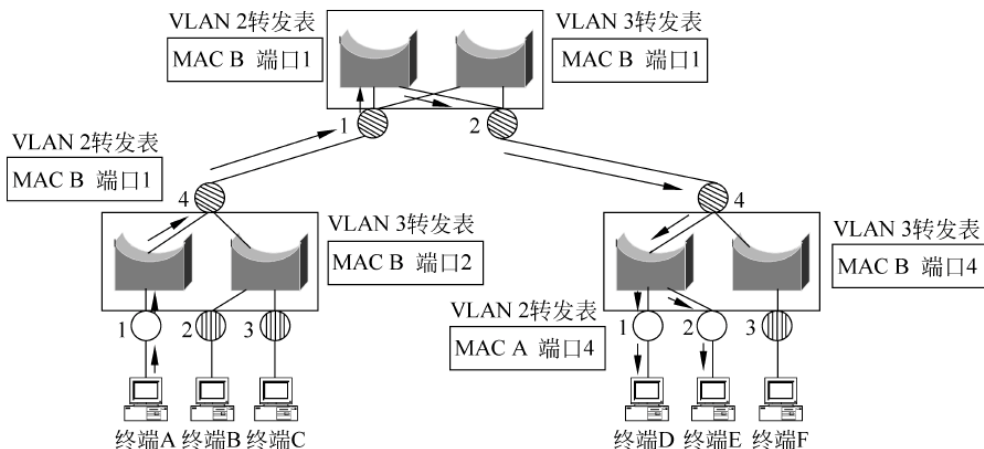 VLAN 2转发表
MAC B 端口1
VLAN 3转发表
MAC B 端口1
1
2
VLAN 2转发表
MAC B 端口1
4
4
VLAN 3转发表
MAC B 端口2
VLAN 3转发表
MAC B 端口4
VLAN 2转发表
MAC A 端口4
1
2
3
1
2
3
终端A
终端B
终端C
终端D
终端E
终端F